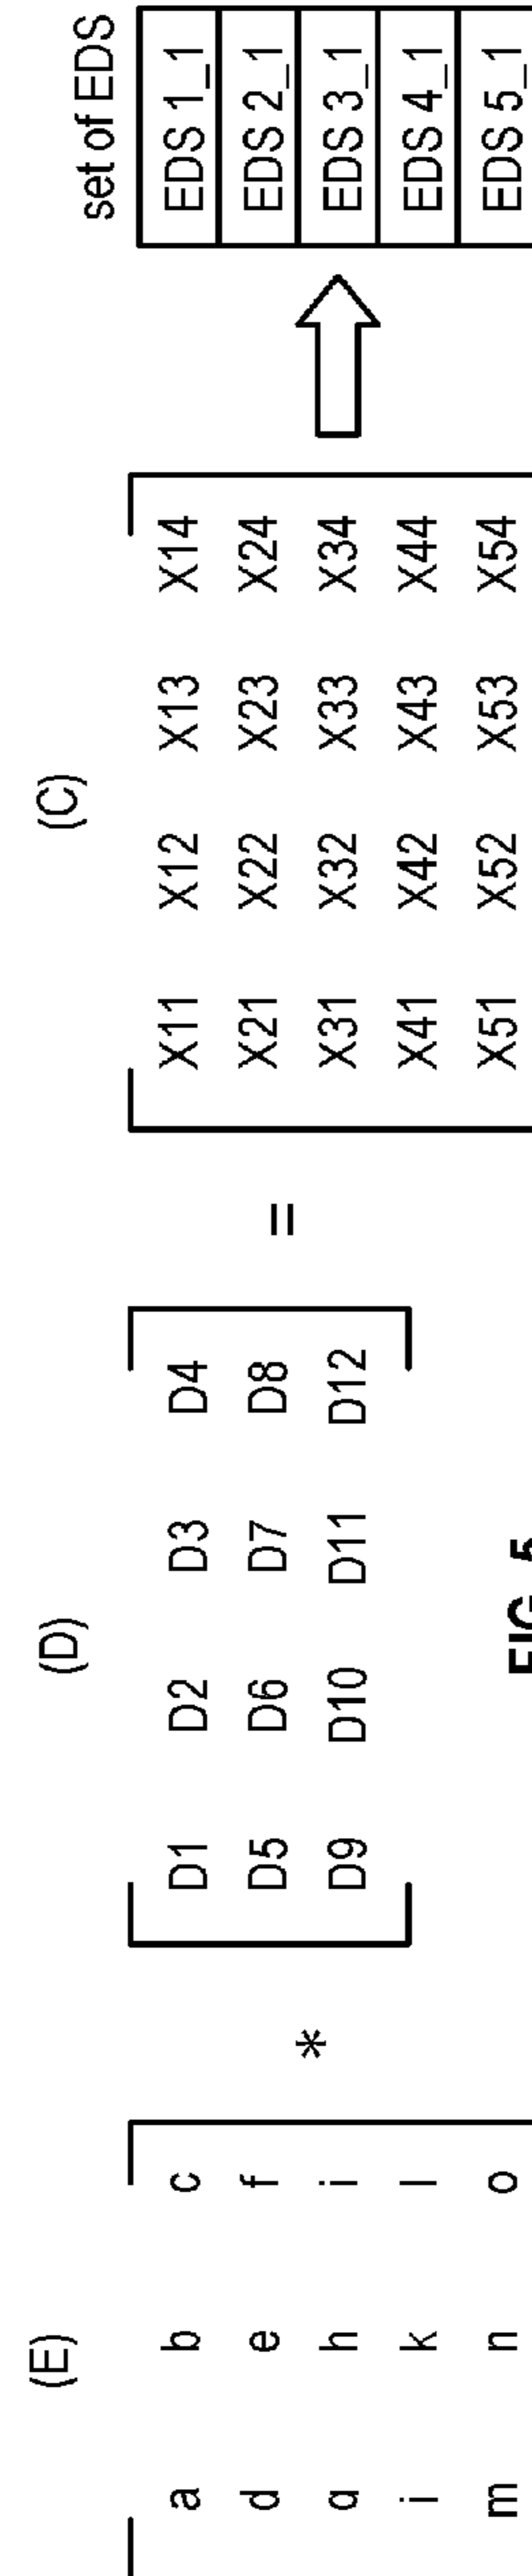 (E) (D) (C) set of EDS
a b c D1 D2 D3 D4 X11 X12 X13 X14 EDS 1_1
d e f D5 D6 D7 D8 X21 X22 X23 X24 EDS 2_1
* =
g h i D9 D10 D11 D12 X31 X32 X33 X34 EDS 3_1
j k l X41 X42 X43 X44 EDS 4_1
m n o X51 X52 X53 X54 EDS 5_1
FIG. 5